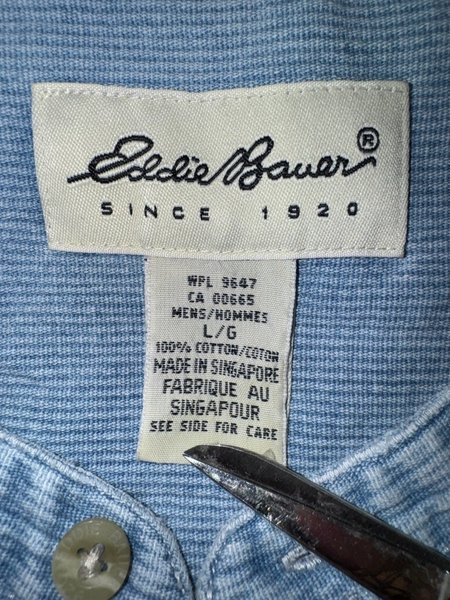 Eddie Bauer®
SINCE 1920
WPL 9647
CA 00665
MENS/HOMMES
L/G
100% COTTON/COTON
MADE IN SINGAPORE
FABRIQUE AU
SINGAPOUR
SEE SIDE FOR CARE